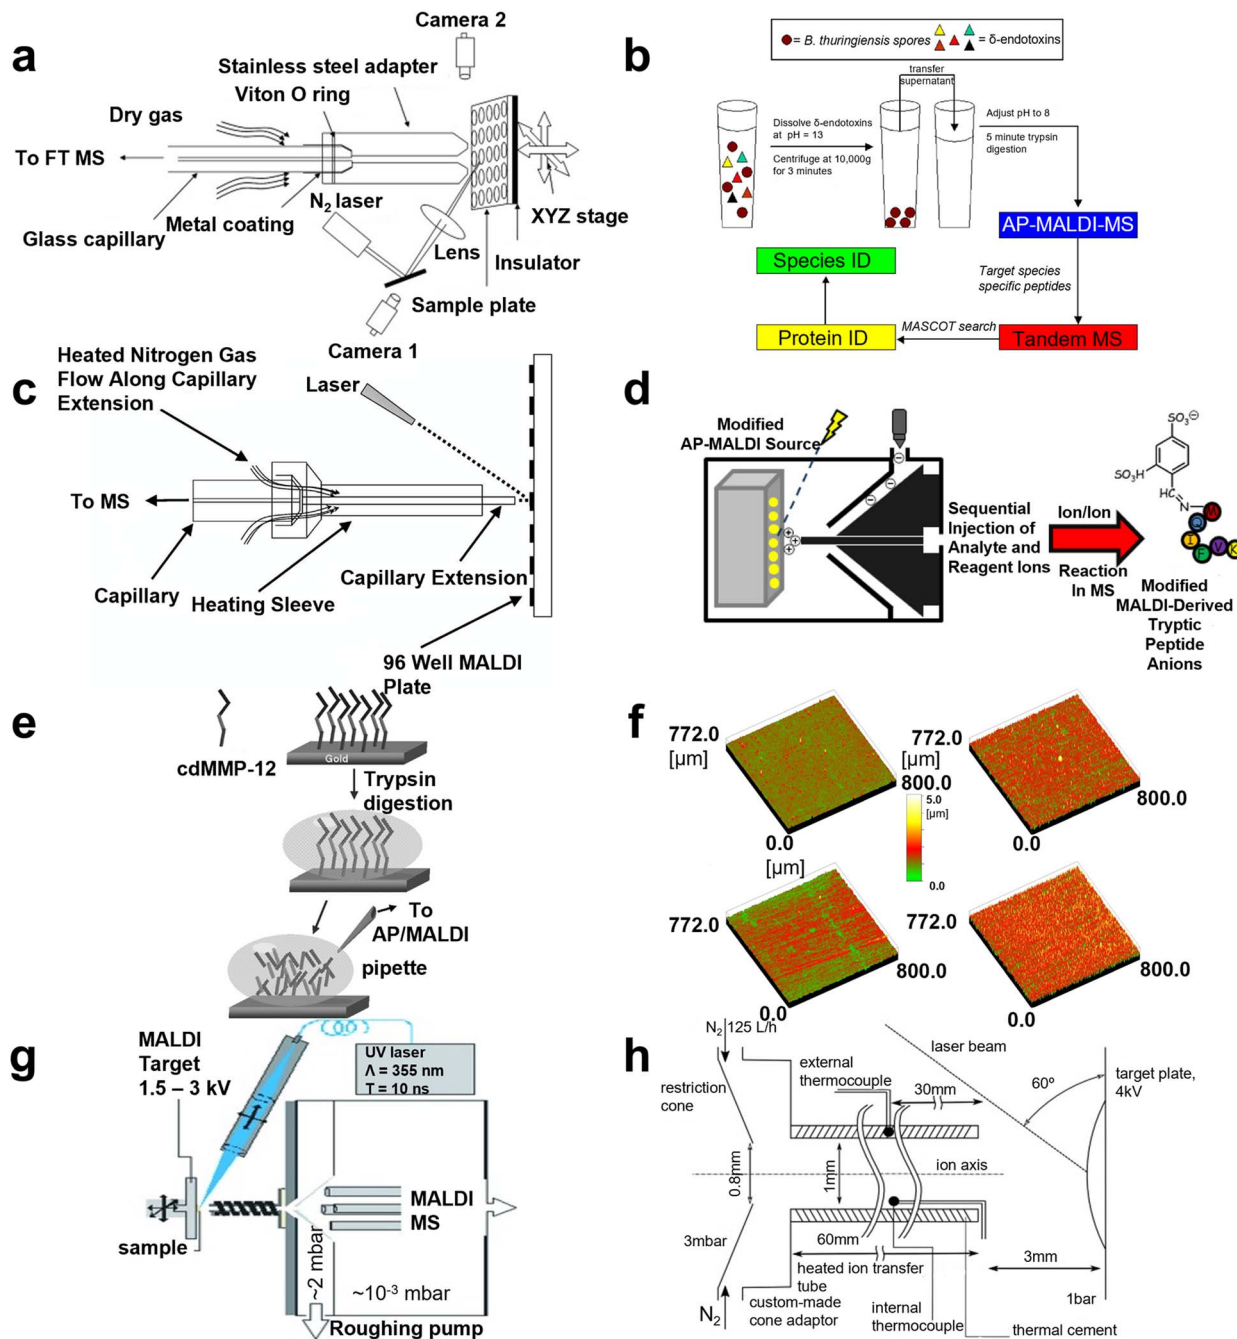 a
Camera 2
Stainless steel adapter
Viton O ring
Dry gas
To FT MS
N2 laser
Metal coating
Glass capillary
Lens
XYZ stage
Insulator
Sample plate
Camera 1
b
= B. thuringiensis spores
= δ-endotoxins
transfer
supernatant
Dissolve δ-endotoxins
at pH = 13
Centrifuge at 10,000g
for 3 minutes
Adjust pH to 8
5 minute trypsin
digestion
AP-MALDI-MS
Target species
specific peptides
Tandem MS
MASCOT search
Protein ID
Species ID
c
Heated Nitrogen Gas
Flow Along Capillary
Extension
Laser
To MS
Capillary Extension
Capillary
Heating Sleeve
96 Well MALDI
Plate
d
Modified
AP-MALDI Source
Sequential
Injection of
Analyte and
Reagent Ions
Ion/Ion
Reaction
In MS
SO3⊖
SO3H
HC
N
M
Q
I
F
V
K
Modified
MALDI-Derived
Tryptic
Peptide
Anions
e
cdMMP-12
Gold
Trypsin
digestion
To
AP/MALDI
pipette
f
772.0
[µm]
800.0
0.0
[µm]
5.0
[µm]
0.0
772.0
[µm]
800.0
0.0
772.0
800.0
0.0
772.0
800.0
0.0
g
MALDI
Target
1.5 – 3 kV
UV laser
Λ = 355 nm
T = 10 ns
sample
MALDI
MS
~2 mbar
~10-3 mbar
Roughing pump
h
N2 125 L/h
restriction
cone
external
thermocouple
laser beam
30mm
60º
target plate,
4kV
0.8mm
1mm
ion axis
3mbar
60mm
heated ion transfer
tube
custom-made
cone adaptor
N2
internal
thermocouple
3mm
1bar
thermal cement